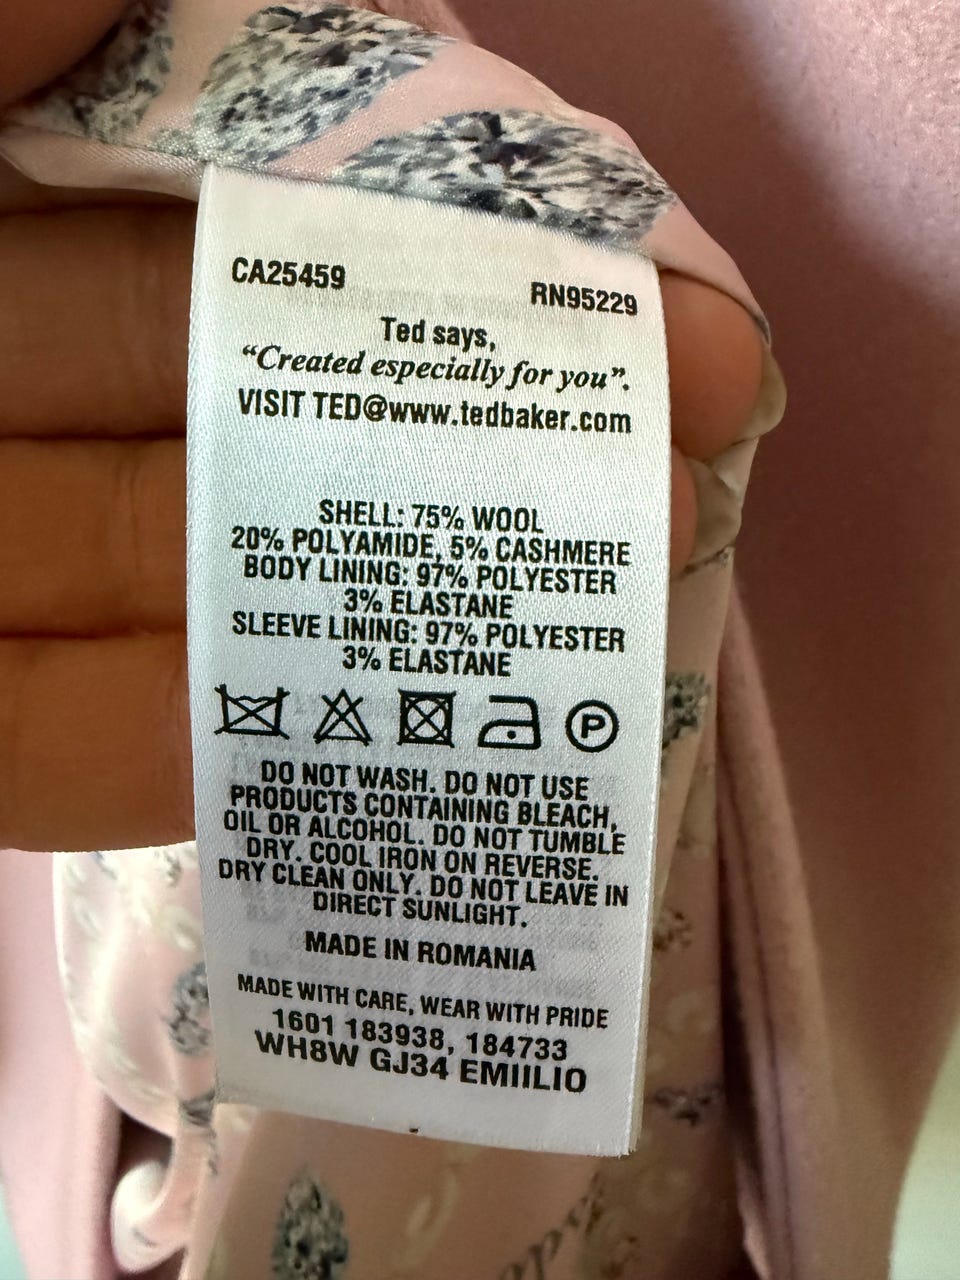 CA25459
RN95229
Ted says,
“Created especially for you”.
VISIT TED@www.tedbaker.com
SHELL: 75% WOOL
20% POLYAMIDE, 5% CASHMERE
BODY LINING: 97% POLYESTER
3% ELASTANE
SLEEVE LINING: 97% POLYESTER
3% ELASTANE
P
DO NOT WASH. DO NOT USE
PRODUCTS CONTAINING BLEACH,
OIL OR ALCOHOL. DO NOT TUMBLE
DRY. COOL IRON ON REVERSE.
DRY CLEAN ONLY. DO NOT LEAVE IN
DIRECT SUNLIGHT.
MADE IN ROMANIA
MADE WITH CARE, WEAR WITH PRIDE
1601 183938, 184733
WH8W GJ34 EMIILIO